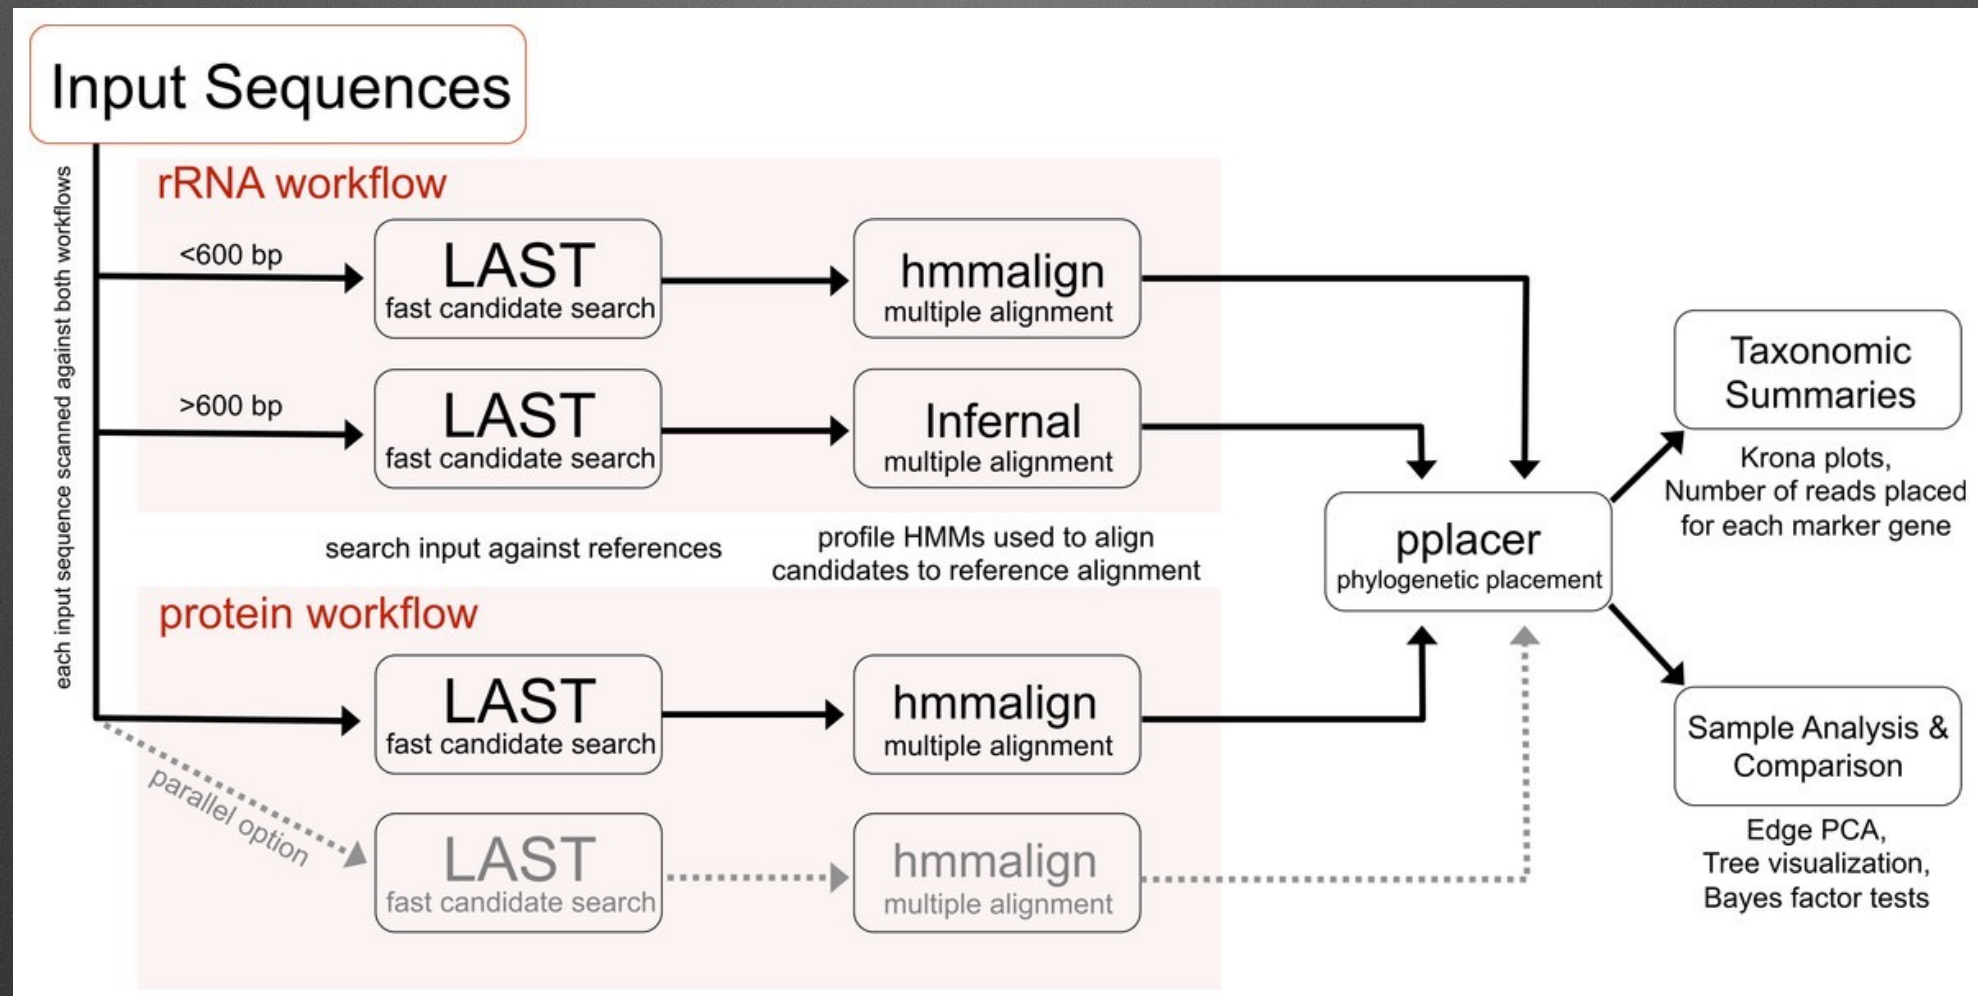 Input Sequences
each input sequence scanned against both workflows
rRNA workflow
<600 bp
LAST
fast candidate search
hmmalign
multiple alignment
>600 bp
LAST
fast candidate search
Infernal
multiple alignment
search input against references
profile HMMs used to align
candidates to reference alignment
protein workflow
LAST
fast candidate search
hmmalign
multiple alignment
parallel option
LAST
fast candidate search
hmmalign
multiple alignment
pplacer
phylogenetic placement
Taxonomic
Summaries
Krona plots,
Number of reads placed
for each marker gene
Sample Analysis &
Comparison
Edge PCA,
Tree visualization,
Bayes factor tests